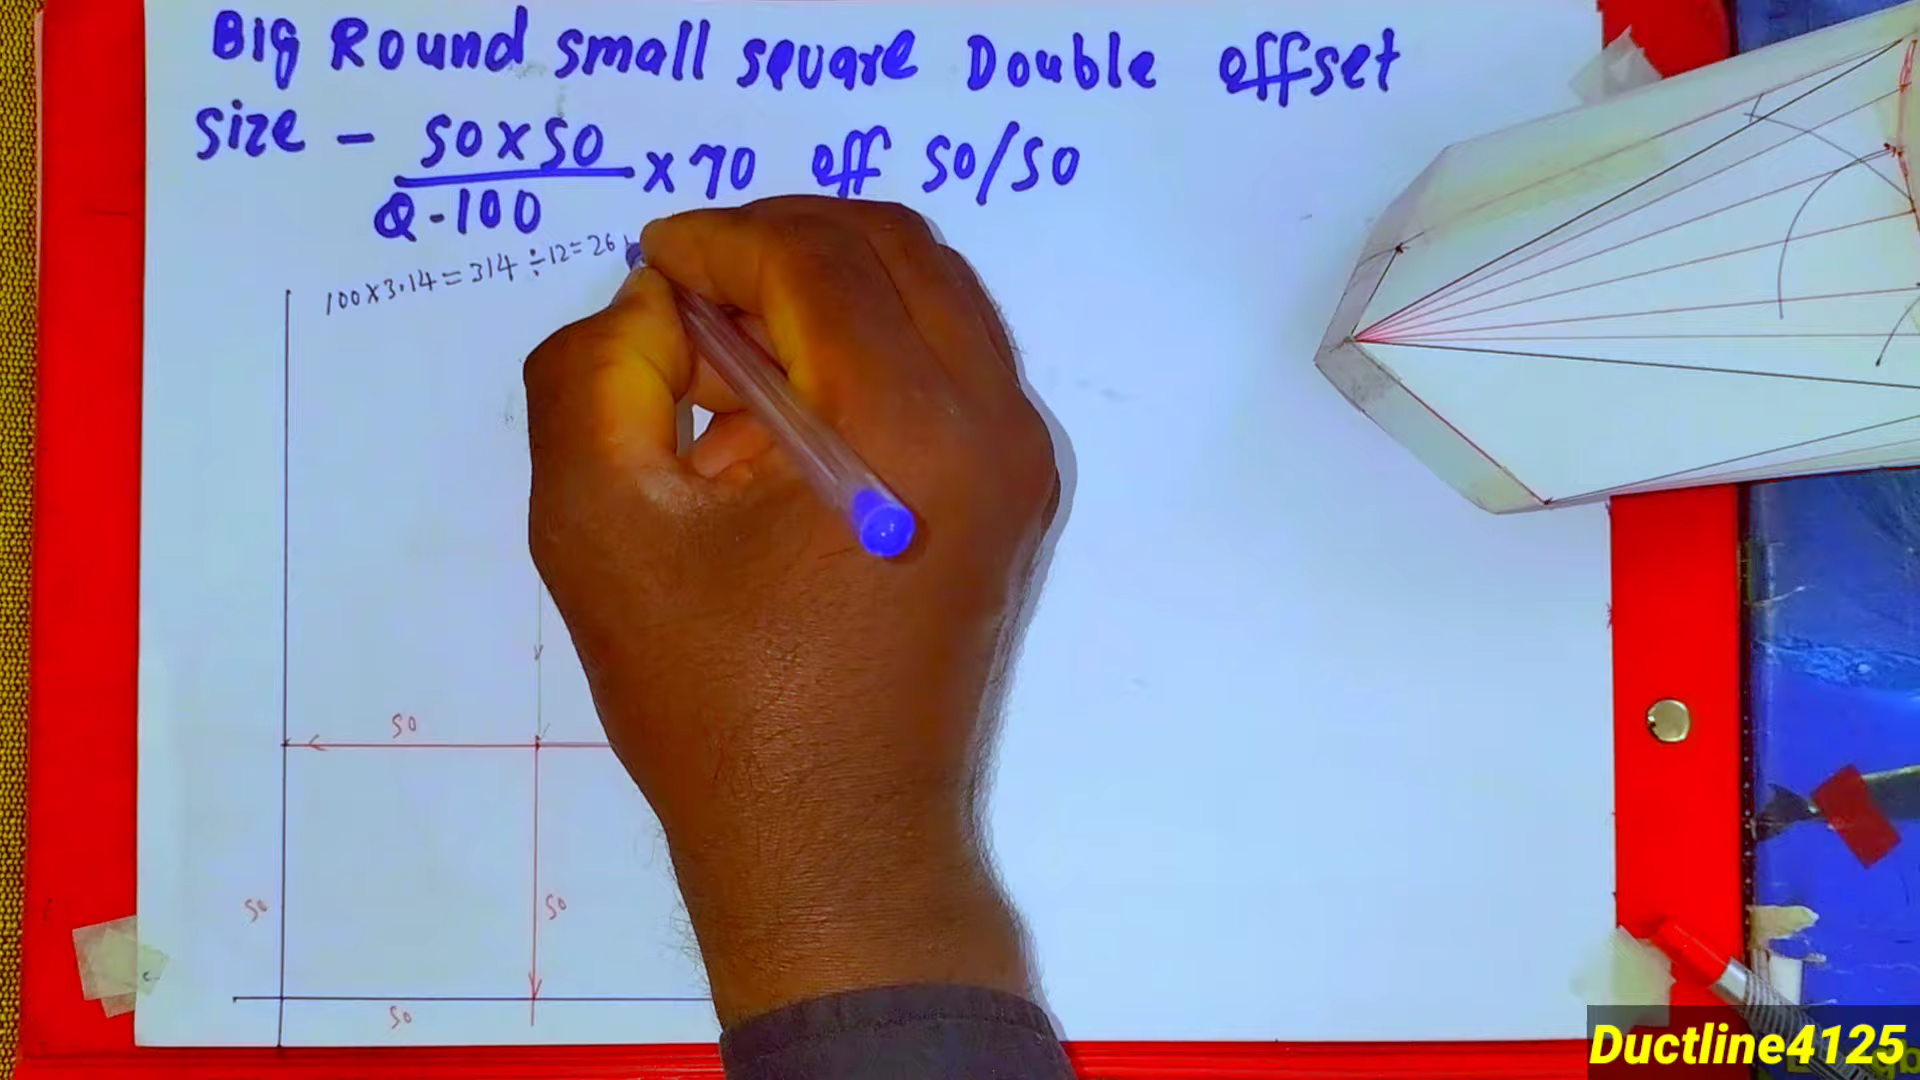 Big Round small square Double offset
size - 50x50 x 70 off 50/50
Q-100
100x3.14=314÷12=26
50
50
50
50
Ductline4125